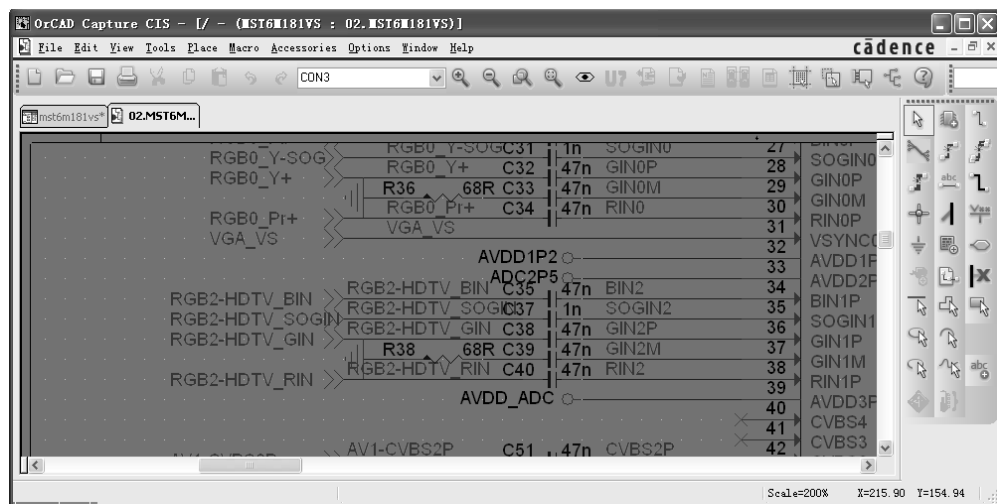 OrCAD Capture CIS - [/ - (MST6M181VS : 02.MST6M181VS)]
File Edit View Tools Place Macro Accessories Options Window Help cādence
CON3 U?
mst6m181vs* 02.MST6M...
RGB0_Y-SOG RGB0_Y-SOG C31 1n SOGIN0 27
RGB0_Y+ RGB0_Y+ C32 47n GIN0P 28 SOGIN0
R36 68R C33 47n GIN0M 29 GIN0P
RGB0_Pr+ RGB0_Pr+ C34 47n RIN0 30 GIN0M
VGA_VS VGA_VS 31 RIN0P
32 VSYNC0
AVDD1P2 33 AVDD1P
ADC2P5 34 AVDD2P
RGB2-HDTV_BIN RGB2-HDTV_BIN C35 47n BIN2 35 BIN1P
RGB2-HDTV_SOGIN RGB2-HDTV_SOGIN C37 1n SOGIN2 36 SOGIN1
RGB2-HDTV_GIN RGB2-HDTV_GIN C38 47n GIN2P 37 GIN1P
R38 68R C39 47n GIN2M 38 GIN1M
RGB2-HDTV_RIN RGB2-HDTV_RIN C40 47n RIN2 39 RIN1P
AVDD_ADC 40 AVDD3P
41 CVBS4
AV1-CVBS2P C51 47n CVBS2P 42 CVBS3
abc
abc
Scale=200% X=215.90 Y=154.94